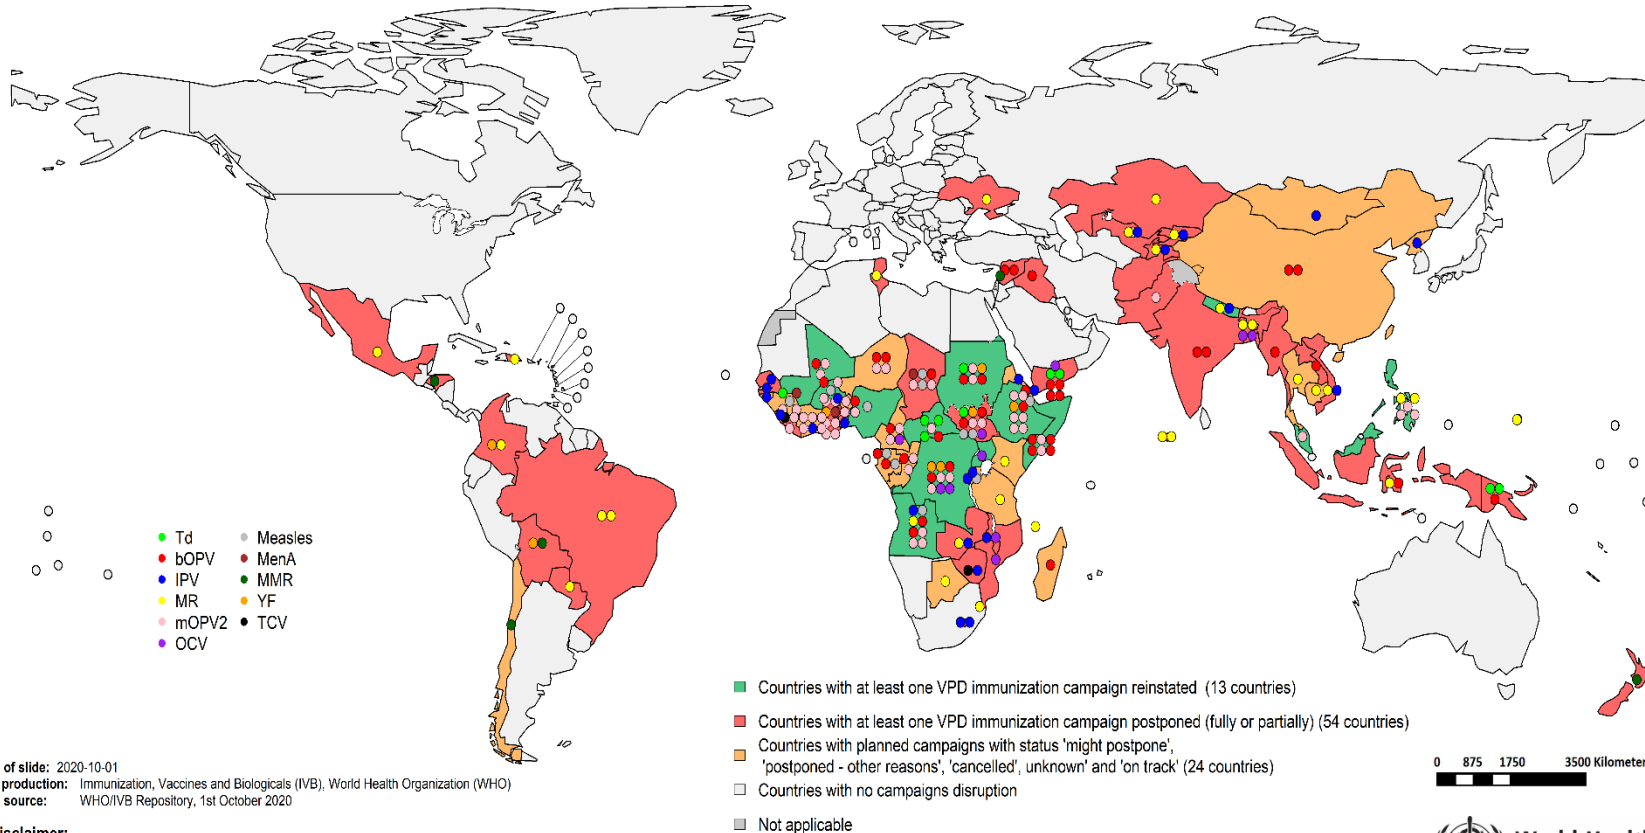 Td
bOPV
IPV
MR
mOPV2
OCV
Measles
MenA
MMR
YF
TCV
Countries with at least one VPD immunization campaign reinstated (13 countries)
Countries with at least one VPD immunization campaign postponed (fully or partially) (54 countries)
Countries with planned campaigns with status 'might postpone',
'postponed - other reasons', 'cancelled', unknown' and 'on track' (24 countries)
Countries with no campaigns disruption
Not applicable
0 875 1750 3500 Kilometer
of slide: 2020-10-01
production: Immunization, Vaccines and Biologicals (IVB), World Health Organization (WHO)
source: WHO/IVB Repository, 1st October 2020